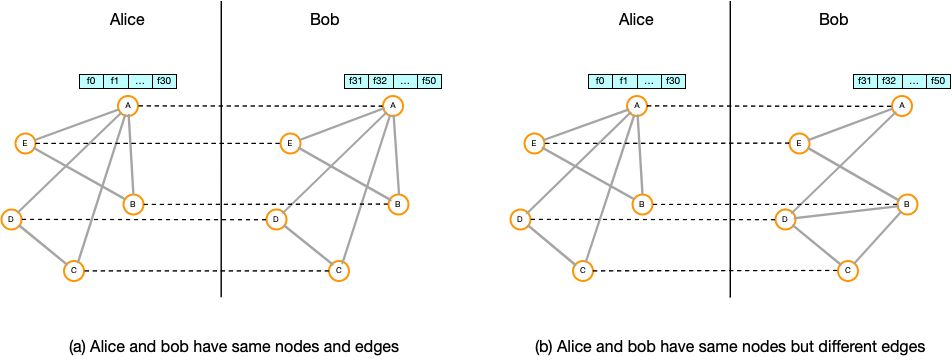 Alice Bob Alice Bob
f0 f1 ... f30 f31 f32 ... f50 f0 f1 ... f30 f31 f32 ... f50
A A A A
E E E E
B B B B
D D D D
C C C C
(a) Alice and bob have same nodes and edges (b) Alice and bob have same nodes but different edges